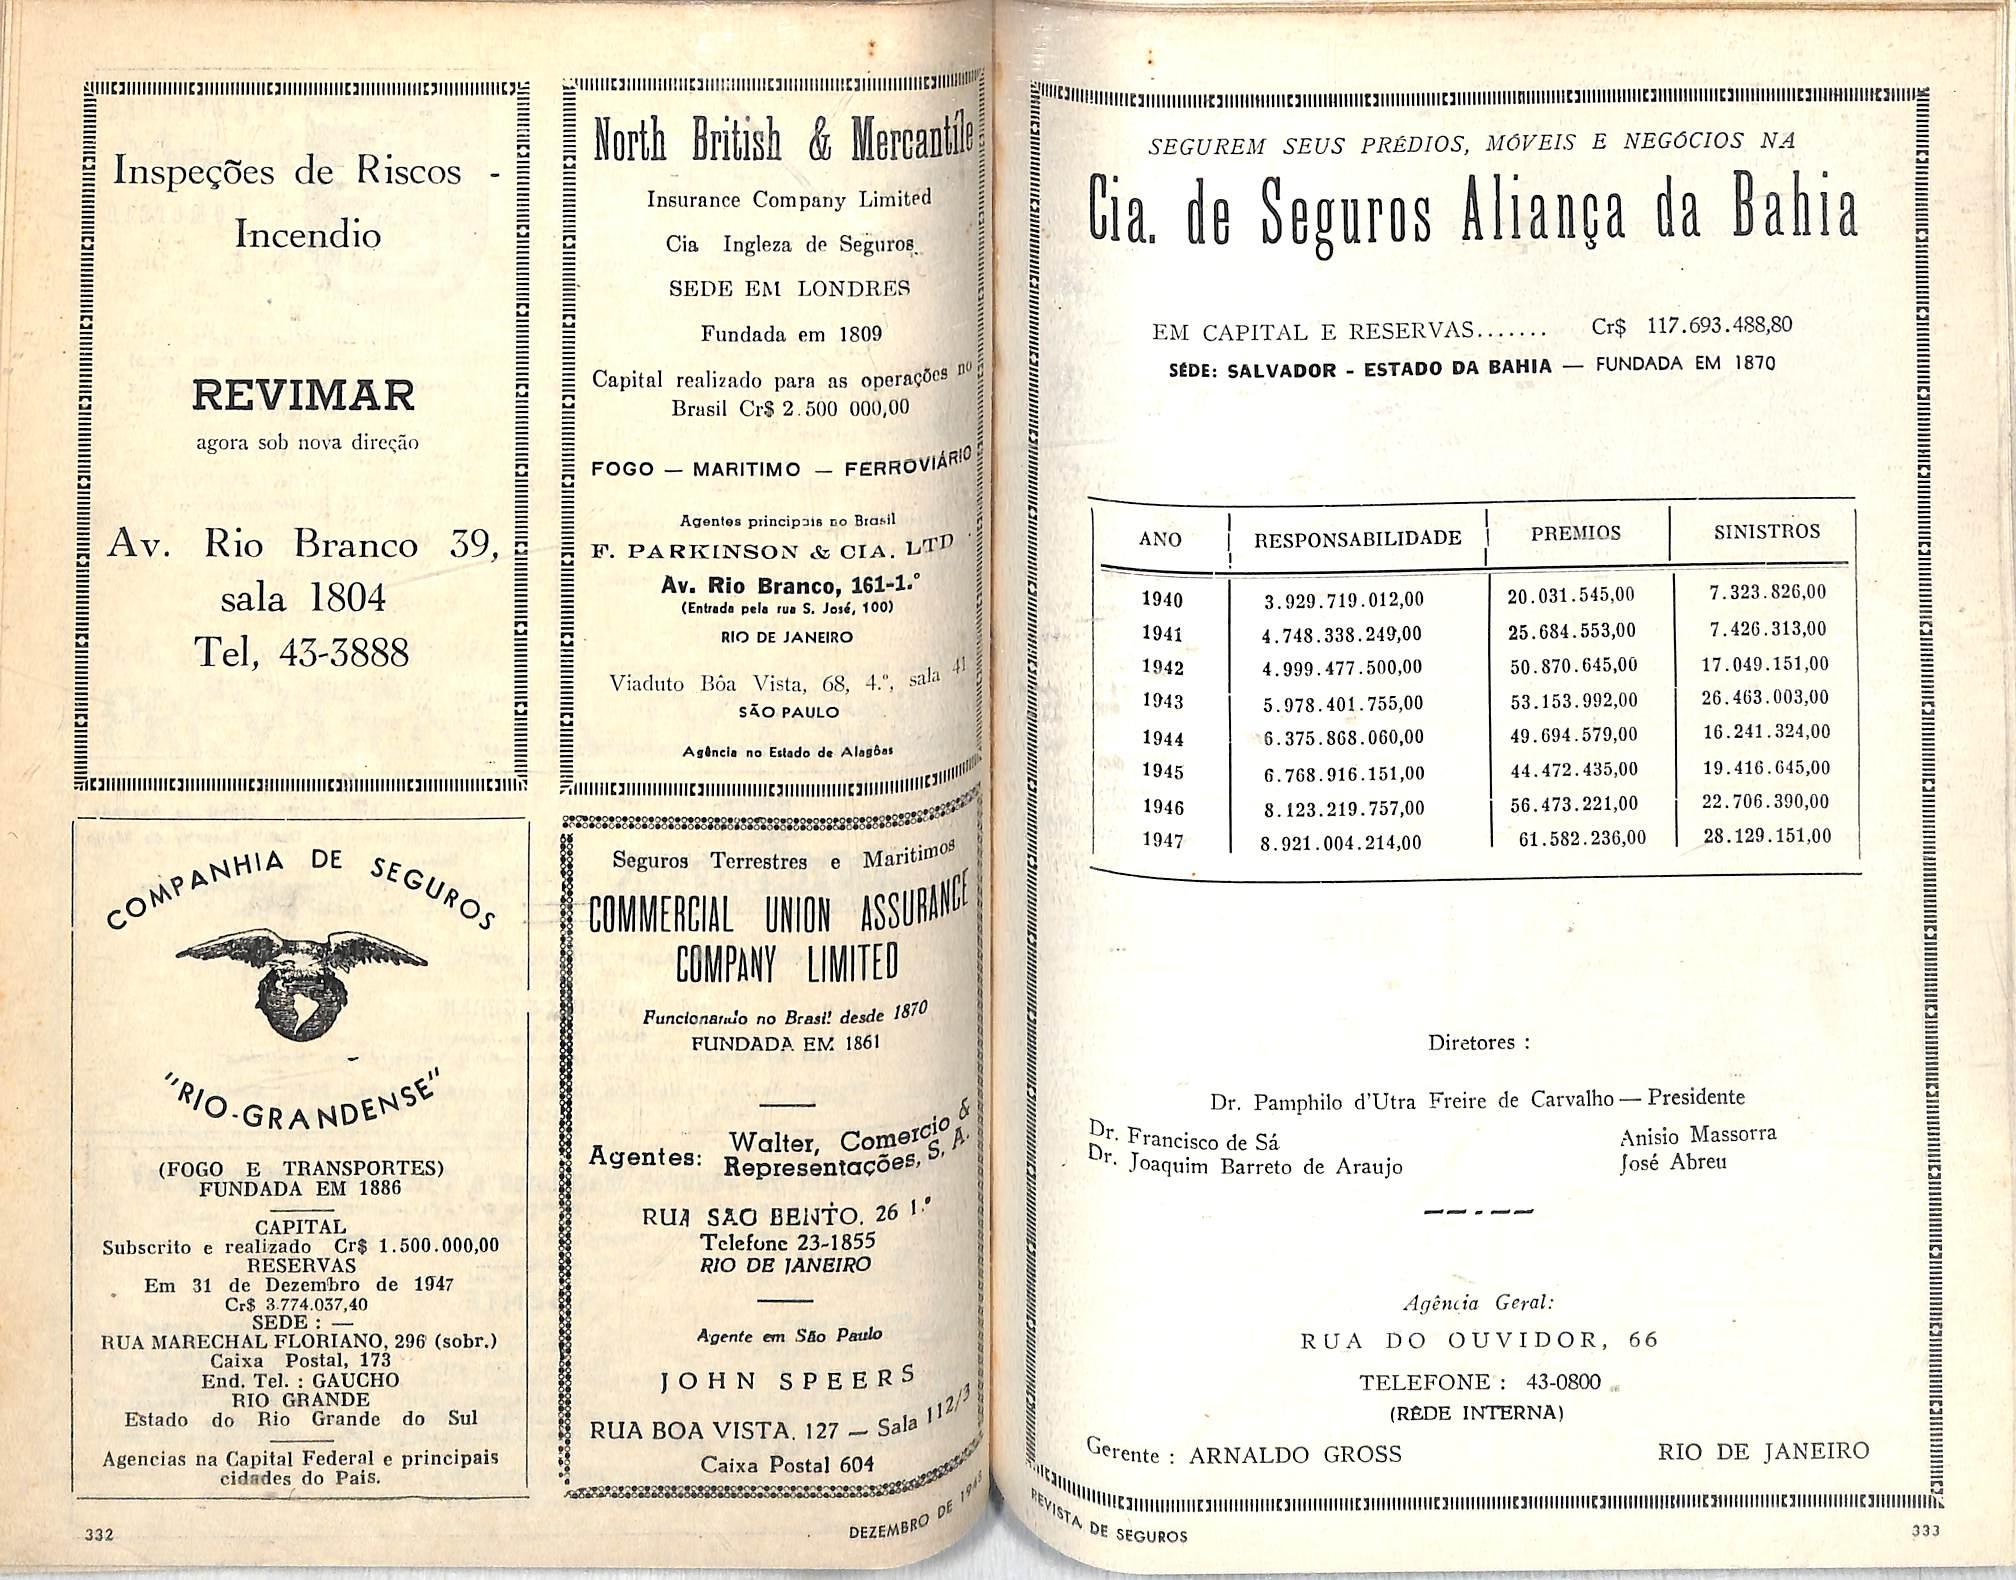 Inspeções de Riscos -
Incendio
REVIMAR
agora sob nova direção
Av. Rio Branco 39,
sala 1804
Tel, 43-3888
COMPANHIA DE SEGUROS
"RIO-GRANDENSE"
(FOGO E TRANSPORTES)
FUNDADA EM 1886
CAPITAL
Subscrito e realizado Cr$ 1.500.000,00
RESERVAS
Em 31 de Dezembro de 1947
Cr$ 3.774.037,40
SEDE : —
RUA MARECHAL FLORIANO, 296 (sobr.)
Caixa Postal, 173
End. Tel. : GAUCHO
RIO GRANDE
Estado do Rio Grande do Sul
Agencias na Capital Federal e principais
cidades do Pais.
332
North British & Mercantile
Insurance Company Limited
Cia Ingleza de Seguros
SEDE EM LONDRES
Fundada em 1809
Capital realizado para as operações no
Brasil Cr$ 2.500 000,00
FOGO — MARITIMO — FERROVIÁRIO
Agentes principais no Brasil
F. PARKINSON & CIA. LTD.
Av. Rio Branco, 161-1.º
(Entrada pela rua S. José, 100)
RIO DE JANEIRO
Viaduto Bôa Vista, 68, 4.º, sala 41
SÃO PAULO
Agência no Estado de Alagôas
Seguros Terrestres e Maritimos
COMMERCIAL UNION ASSURANCE
COMPANY LIMITED
Funcionando no Brasil desde 1870
FUNDADA EM 1861
Agentes: Walter, Comercio &
Representações, S. A.
RUA SAO BENTO, 26 1.º
Telefone 23-1855
RIO DE JANEIRO
Agente em São Paulo
JOHN SPEERS
RUA BOA VISTA, 127 — Sala 112/3
Caixa Postal 604
DEZEMBRO DE 1948
SEGUREM SEUS PRÉDIOS, MÓVEIS E NEGÓCIOS NA
Cia. de Seguros Aliança da Bahia
EM CAPITAL E RESERVAS....... Cr$ 117.693.488,80
SÉDE: SALVADOR - ESTADO DA BAHIA — FUNDADA EM 1870
ANO RESPONSABILIDADE PREMIOS SINISTROS
1940 3.929.719.012,00 20.031.545,00 7.323.826,00
1941 4.748.338.249,00 25.684.553,00 7.426.313,00
1942 4.999.477.500,00 50.870.645,00 17.049.151,00
1943 5.978.401.755,00 53.153.992,00 26.463.003,00
1944 6.375.868.060,00 49.694.579,00 16.241.324,00
1945 6.768.916.151,00 44.472.435,00 19.416.645,00
1946 8.123.219.757,00 56.473.221,00 22.706.390,00
1947 8.921.004.214,00 61.582.236,00 28.129.151,00
Diretores :
Dr. Pamphilo d'Utra Freire de Carvalho — Presidente
Dr. Francisco de Sá Anisio Massorra
Dr. Joaquim Barreto de Araujo José Abreu
Agência Geral:
RUA DO OUVIDOR, 66
TELEFONE : 43-0800
(RÊDE INTERNA)
Gerente : ARNALDO GROSS RIO DE JANEIRO
REVISTA DE SEGUROS
333